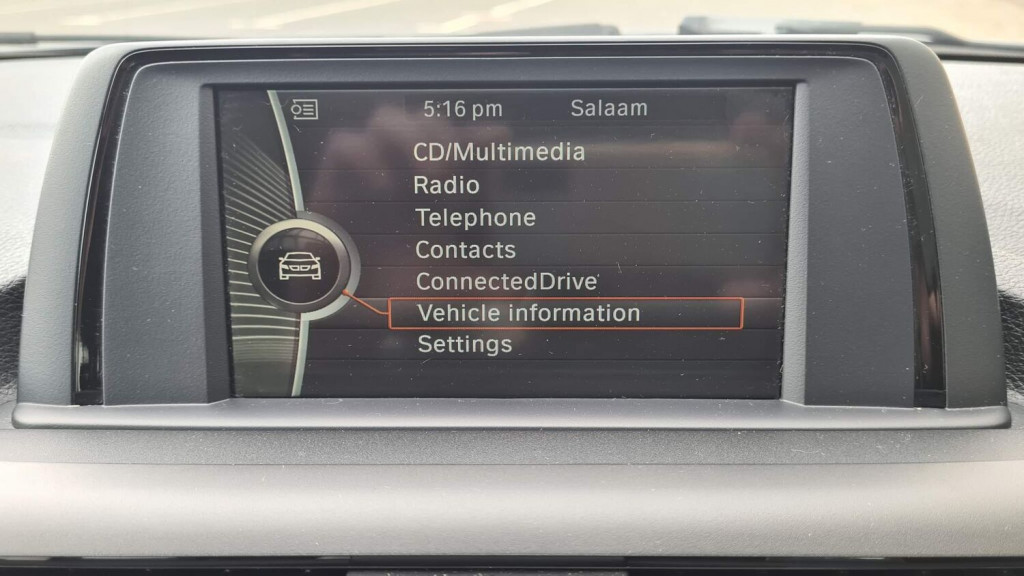 5:16 pm Salaam
CD/Multimedia
Radio
Telephone
Contacts
ConnectedDrive
Vehicle information
Settings